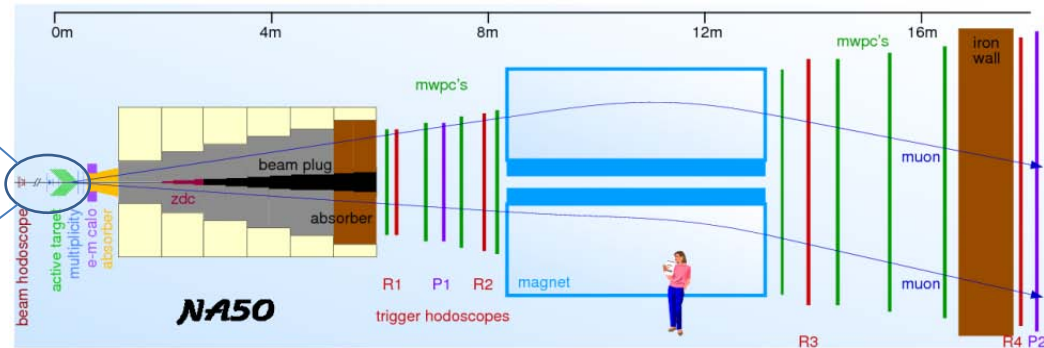 0m 4m 8m 12m 16m
mwpc's
mwpc's
iron
wall
beam plug
zdc
absorber
muon
muon
beam hodoscope
active target
multiplicity
e-m calo
absorber
R1 P1 R2
magnet
NA50
trigger hodoscopes
R3 R4 P2